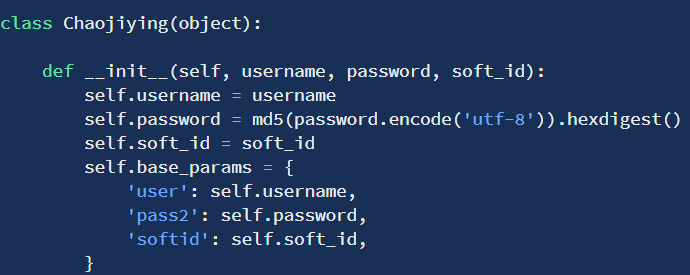 class Chaojiying(object):
    def __init__(self, username, password, soft_id):
        self.username = username
        self.password = md5(password.encode('utf-8')).hexdigest()
        self.soft_id = soft_id
        self.base_params = {
            'user': self.username,
            'pass2': self.password,
            'softid': self.soft_id,
        }